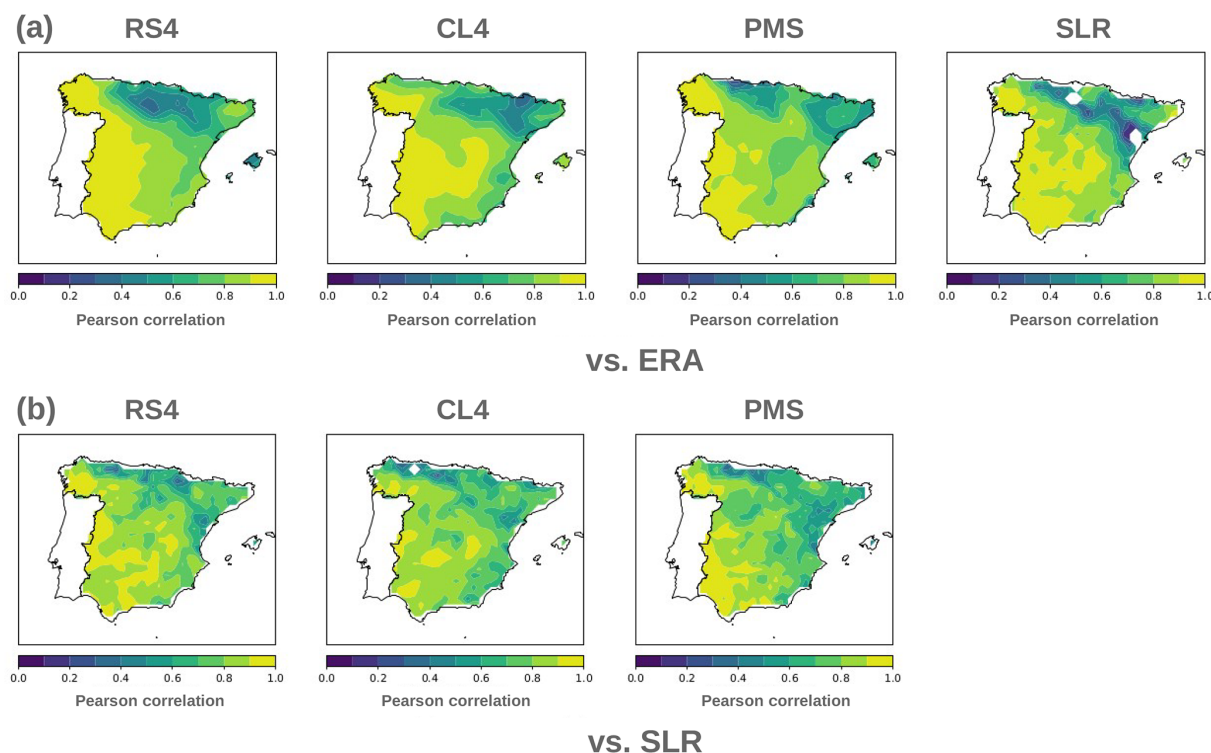 (a) RS4 CL4 PMS SLR
0.0 0.2 0.4 0.6 0.8 1.0 0.0 0.2 0.4 0.6 0.8 1.0 0.0 0.2 0.4 0.6 0.8 1.0 0.0 0.2 0.4 0.6 0.8 1.0
Pearson correlation Pearson correlation Pearson correlation Pearson correlation
vs. ERA
(b) RS4 CL4 PMS
0.0 0.2 0.4 0.6 0.8 1.0 0.0 0.2 0.4 0.6 0.8 1.0 0.0 0.2 0.4 0.6 0.8 1.0
Pearson correlation Pearson correlation Pearson correlation
vs. SLR